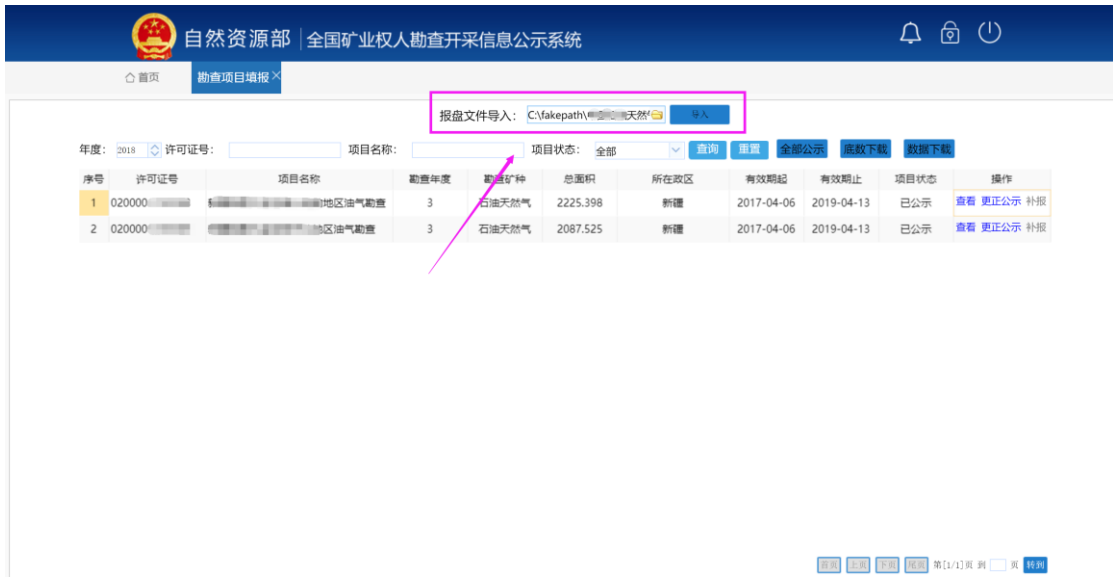 自然资源部 全国矿业权人勘查开采信息公示系统
首页 勘查项目填报
报盘文件导入： C:\fakepath\ 天然 导入
年度： 2018 许可证号： 项目名称： 项目状态： 全部 查询 重置 全部公示 底数下载 数据下载
序号 许可证号 项目名称 勘查年度 勘查矿种 总面积 所在政区 有效期起 有效期止 项目状态 操作
1 020000 地区油气勘查 3 石油天然气 2225.398 新疆 2017-04-06 2019-04-13 已公示 查看 更正公示 补报
2 020000 地区油气勘查 3 石油天然气 2087.525 新疆 2017-04-06 2019-04-13 已公示 查看 更正公示 补报
首页 上页 下页 尾页 第[1/1]页 到 页 转到